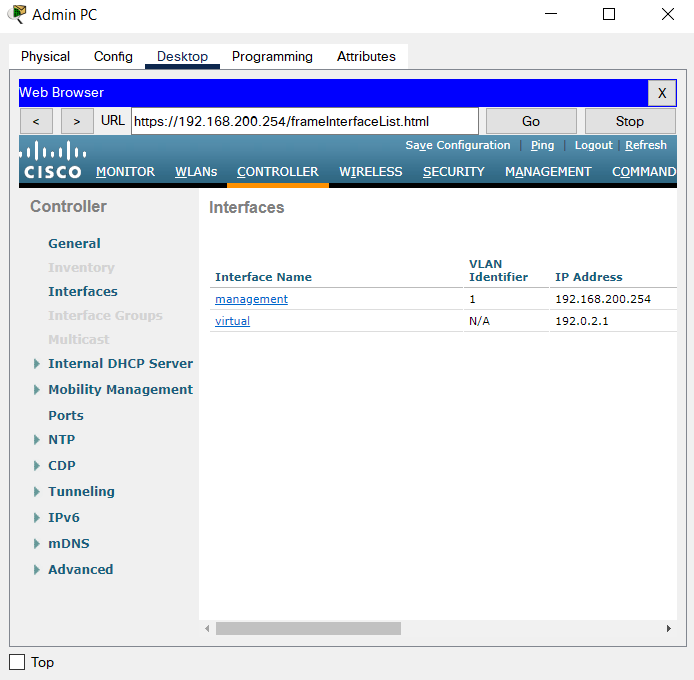 Admin PC
Physical Config Desktop Programming Attributes
Web Browser X
< > URL https://192.168.200.254/frameInterfaceList.html Go Stop
Save Configuration | Ping | Logout | Refresh
CISCO MONITOR WLANs CONTROLLER WIRELESS SECURITY MANAGEMENT COMMAND
Controller
General
Inventory
Interfaces
Interface Groups
Multicast
Internal DHCP Server
Mobility Management
Ports
NTP
CDP
Tunneling
IPv6
mDNS
Advanced
Interfaces
Interface Name VLAN Identifier IP Address
management 1 192.168.200.254
virtual N/A 192.0.2.1
Top